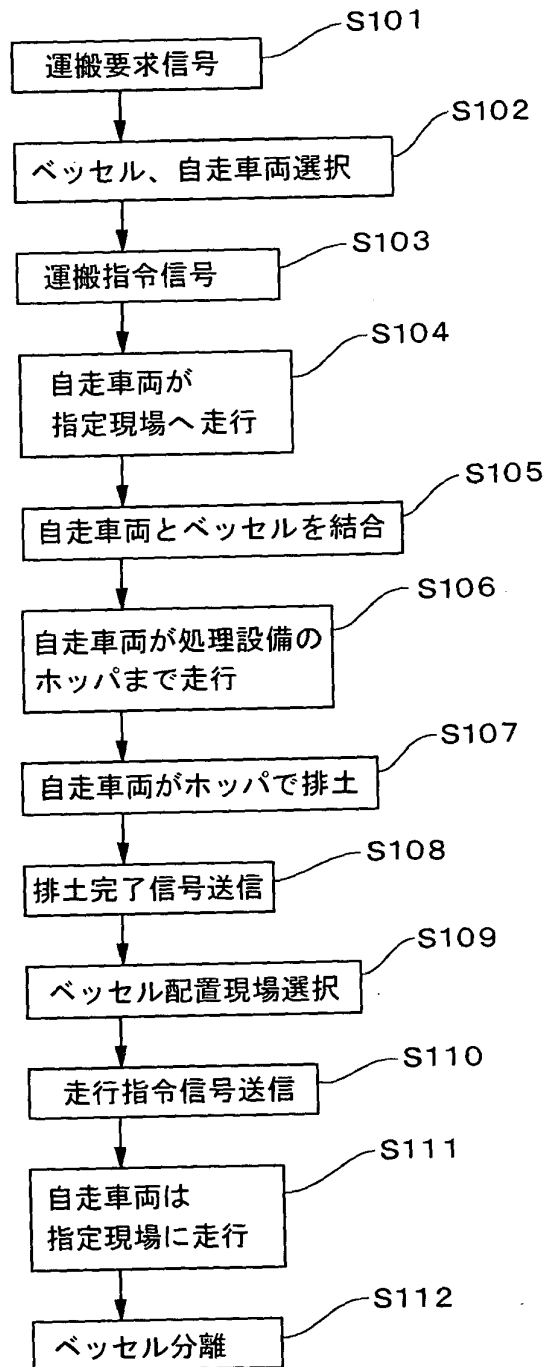 S101
運搬要求信号
S102
ベッセル、自走車両選択
S103
運搬指令信号
S104
自走車両が
指定現場へ走行
S105
自走車両とベッセルを結合
S106
自走車両が処理設備の
ホッパまで走行
S107
自走車両がホッパで排土
S108
排土完了信号送信
S109
ベッセル配置現場選択
S110
走行指令信号送信
S111
自走車両は
指定現場に走行
S112
ベッセル分離